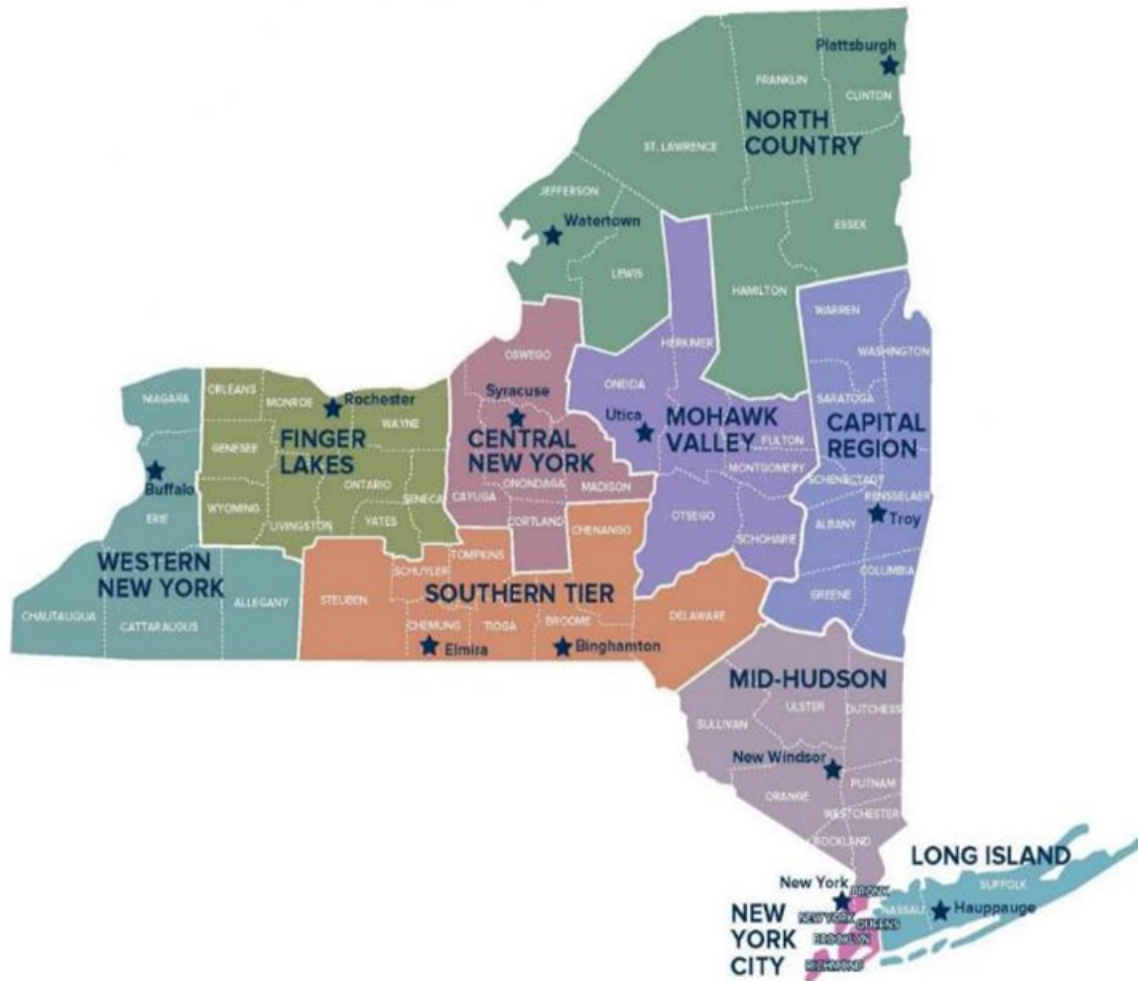 Plattsburgh
FRANKLIN
CLINTON
NORTH
COUNTRY
ST. LAWRENCE
JEFFERSON
Watertown
ESSEX
LEWIS
HAMILTON
WARREN
HERKIMER
OSWEGO
WASHINGTON
ONEIDA
NIAGARA
ORLEANS
MONROE
Rochester
Syracuse
SARATOGA
WAYNE
Utica
MOHAWK
VALLEY
CAPITAL
REGION
FINGER
LAKES
CENTRAL
NEW YORK
FULTON
GENESEE
MONTGOMERY
Buffalo
ONTARIO
SENECA
CAYUGA
ONONDAGA
MADISON
SCHENECTADY
RENSSELAER
WYOMING
LIVINGSTON
YATES
CORTLAND
CHENANGO
OTSEGO
SCHOHARIE
ALBANY
Troy
ERIE
WESTERN
NEW YORK
TOMPKINS
SCHUYLER
COLUMBIA
GREENE
STEUBEN
SOUTHERN TIER
ALLEGANY
CHAUTAUQUA
CATTARAUGUS
CHEMUNG
TIOGA
BROOME
DELAWARE
Elmira
Binghamton
MID-HUDSON
ULSTER
DUTCHESS
SULLIVAN
New Windsor
PUTNAM
ORANGE
WESTCHESTER
ROCKLAND
LONG ISLAND
New York
BRONX
SUFFOLK
NASSAU
Hauppauge
NEW
YORK
CITY
NEW YORK
QUEENS
BROOKLYN
RICHMOND